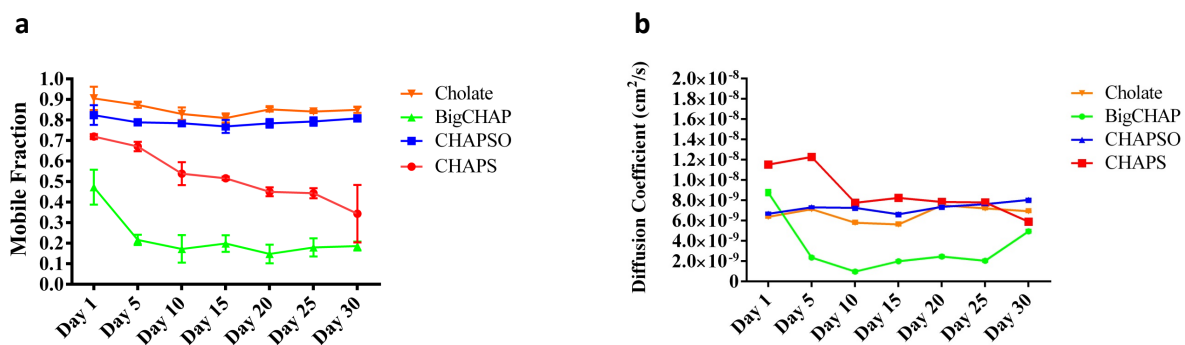 a
Mobile Fraction
1.0
0.9
0.8
0.7
0.6
0.5
0.4
0.3
0.2
0.1
0.0
Day 1
Day 5
Day 10
Day 15
Day 20
Day 25
Day 30
Cholate
BigCHAP
CHAPSO
CHAPS
b
Diffusion Coefficient (cm²/s)
2.0×10⁻⁸
1.8×10⁻⁸
1.6×10⁻⁸
1.4×10⁻⁸
1.2×10⁻⁸
1.0×10⁻⁸
8.0×10⁻⁹
6.0×10⁻⁹
4.0×10⁻⁹
2.0×10⁻⁹
0
Day 1
Day 5
Day 10
Day 15
Day 20
Day 25
Day 30
Cholate
BigCHAP
CHAPSO
CHAPS